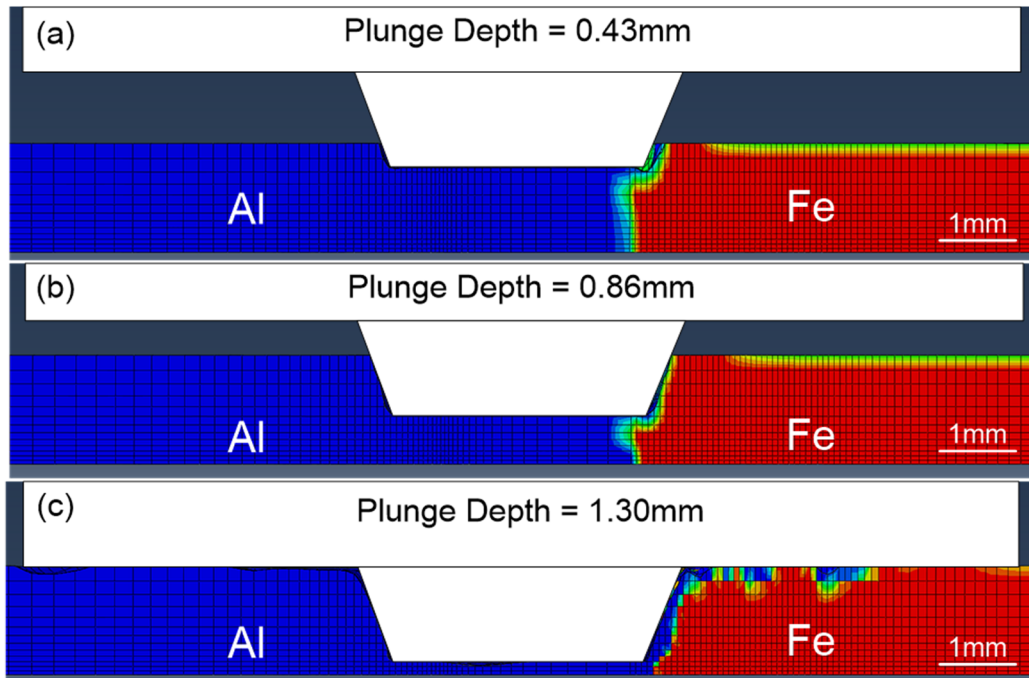 (a)
Plunge Depth = 0.43mm
Al
Fe
1mm
(b)
Plunge Depth = 0.86mm
Al
Fe
1mm
(c)
Plunge Depth = 1.30mm
Al
Fe
1mm